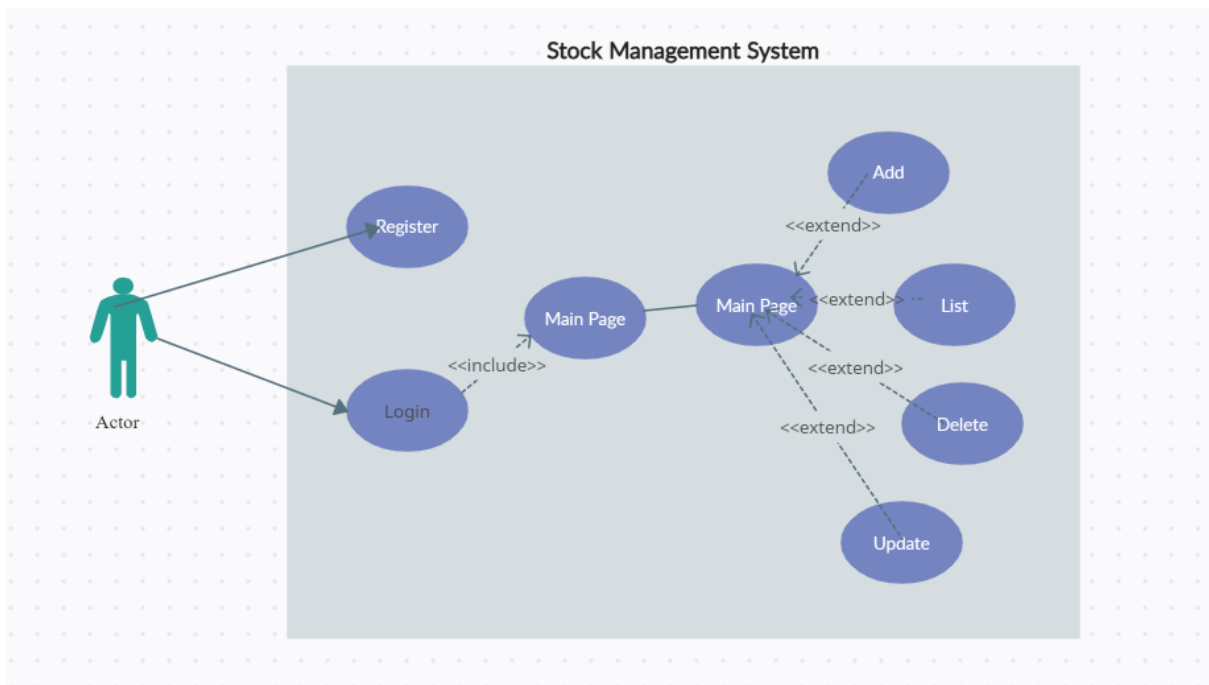 Stock Management System
Add
<<extend>>
Register
Main Page
Main Page
<<extend>>
List
<<include>>
<<extend>>
Login
Actor
Delete
<<extend>>
Update